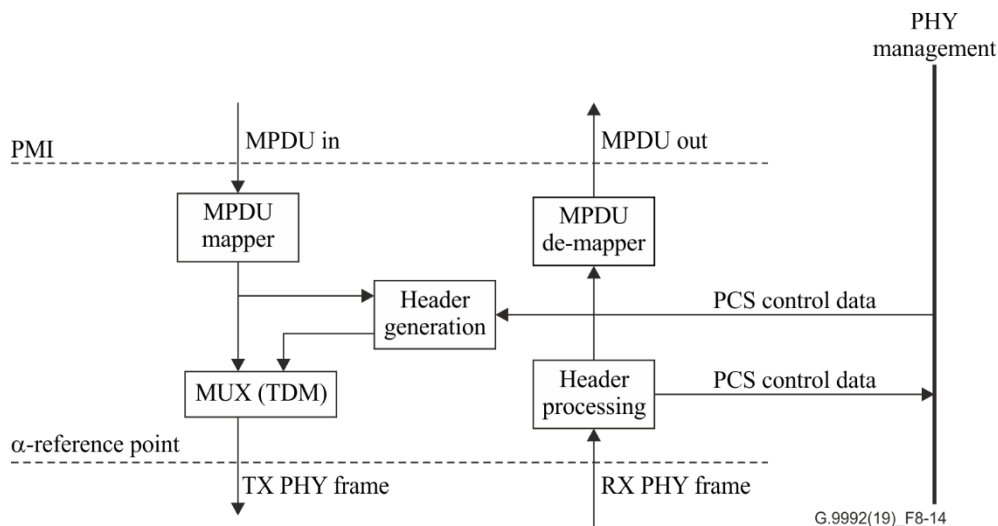 PHY
management
MPDU in
MPDU out
PMI
MPDU
mapper
MPDU
de-mapper
Header
generation
PCS control data
MUX (TDM)
Header
processing
PCS control data
α-reference point
TX PHY frame
RX PHY frame
G.9992(19)_F8-14